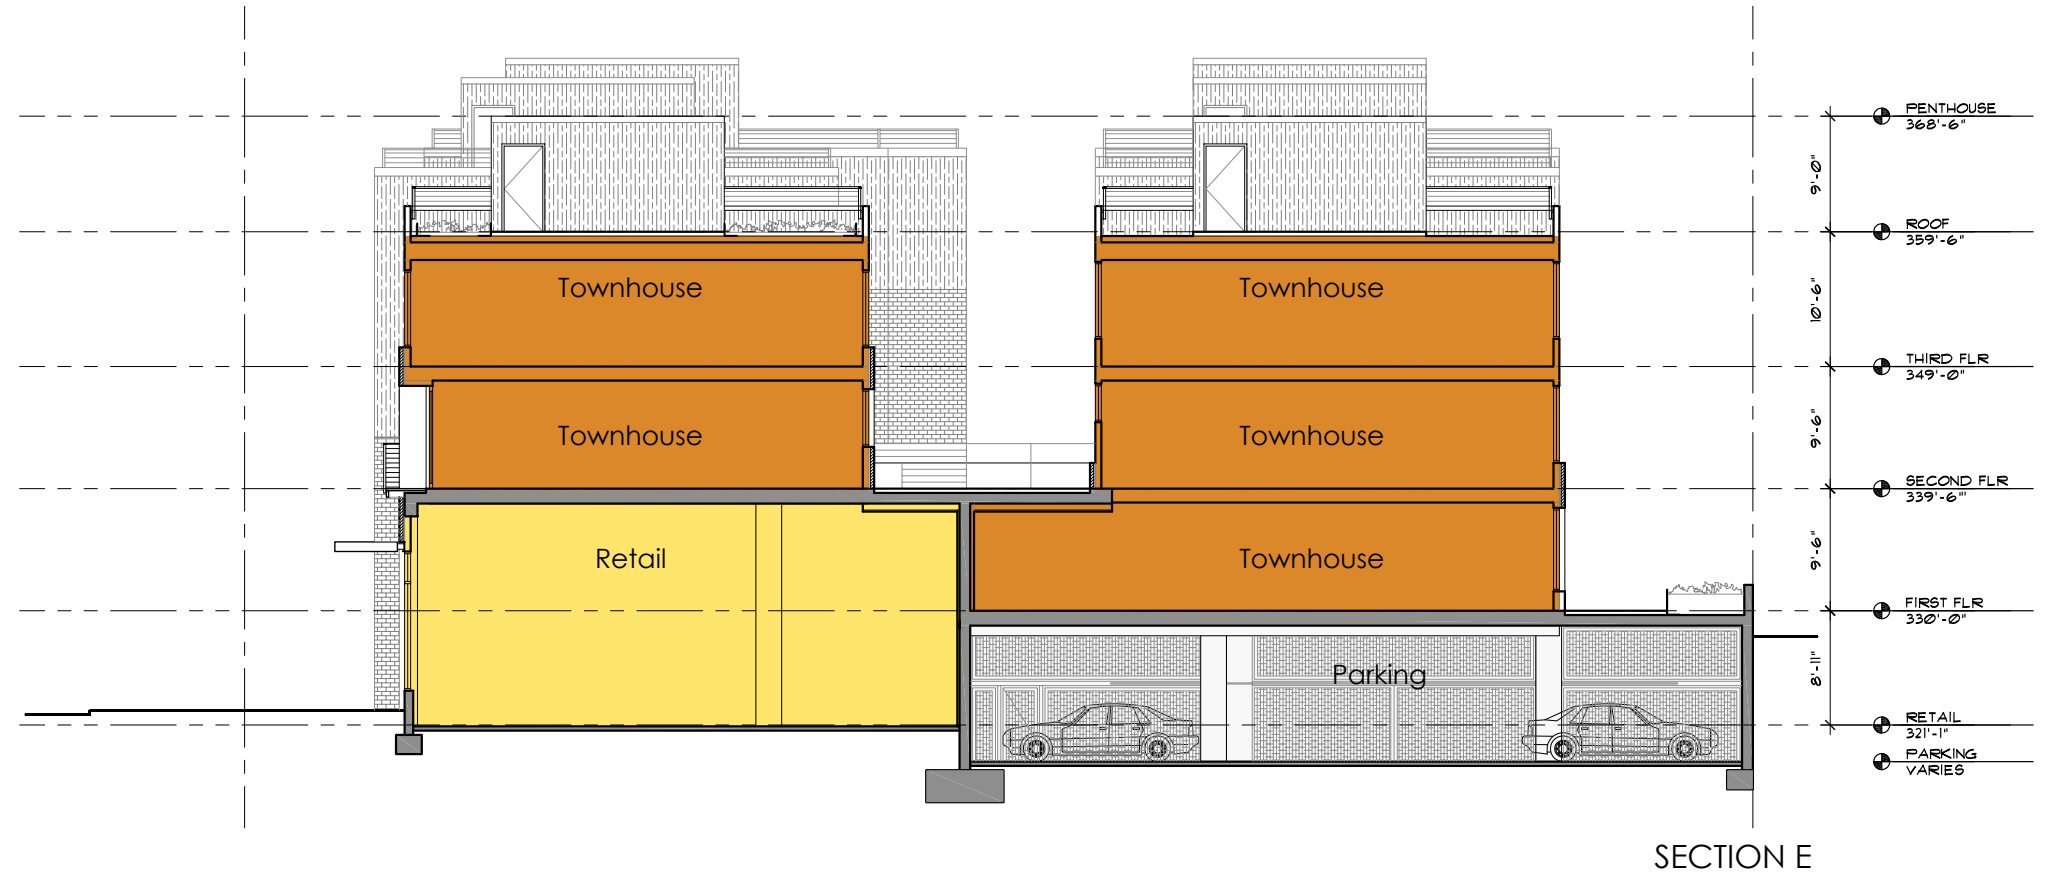 PENTHOUSE
368'-6"
9'-0"
ROOF
359'-6"
Townhouse
Townhouse
10'-6"
THIRD FLR
349'-0"
Townhouse
Townhouse
9'-6"
SECOND FLR
339'-6"
Retail
Townhouse
9'-6"
FIRST FLR
330'-0"
Parking
8'-11"
RETAIL
321'-1"
PARKING
VARIES
SECTION E